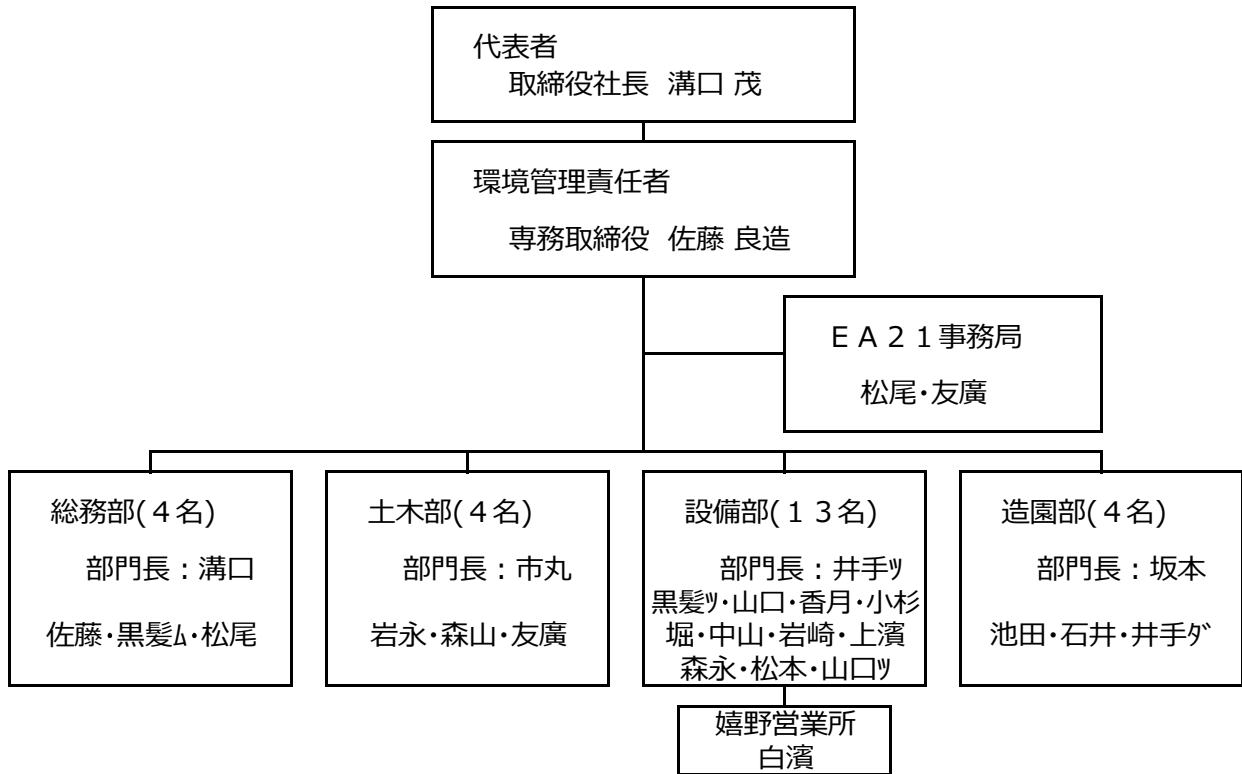 代表者
取締役社長 溝口 茂
環境管理責任者
専務取締役 佐藤 良造
ＥＡ２１事務局
松尾・友廣
総務部(４名)
部門長：溝口
佐藤・黒髪ﾑ・松尾
土木部(４名)
部門長：市丸
岩永・森山・友廣
設備部(１３名)
部門長：井手ﾂ
黒髪ﾂ・山口・香月・小杉
堀・中山・岩崎・上濱
森永・松本・山口ﾂ
嬉野営業所
白濱
造園部(４名)
部門長：坂本
池田・石井・井手ﾀﾞ